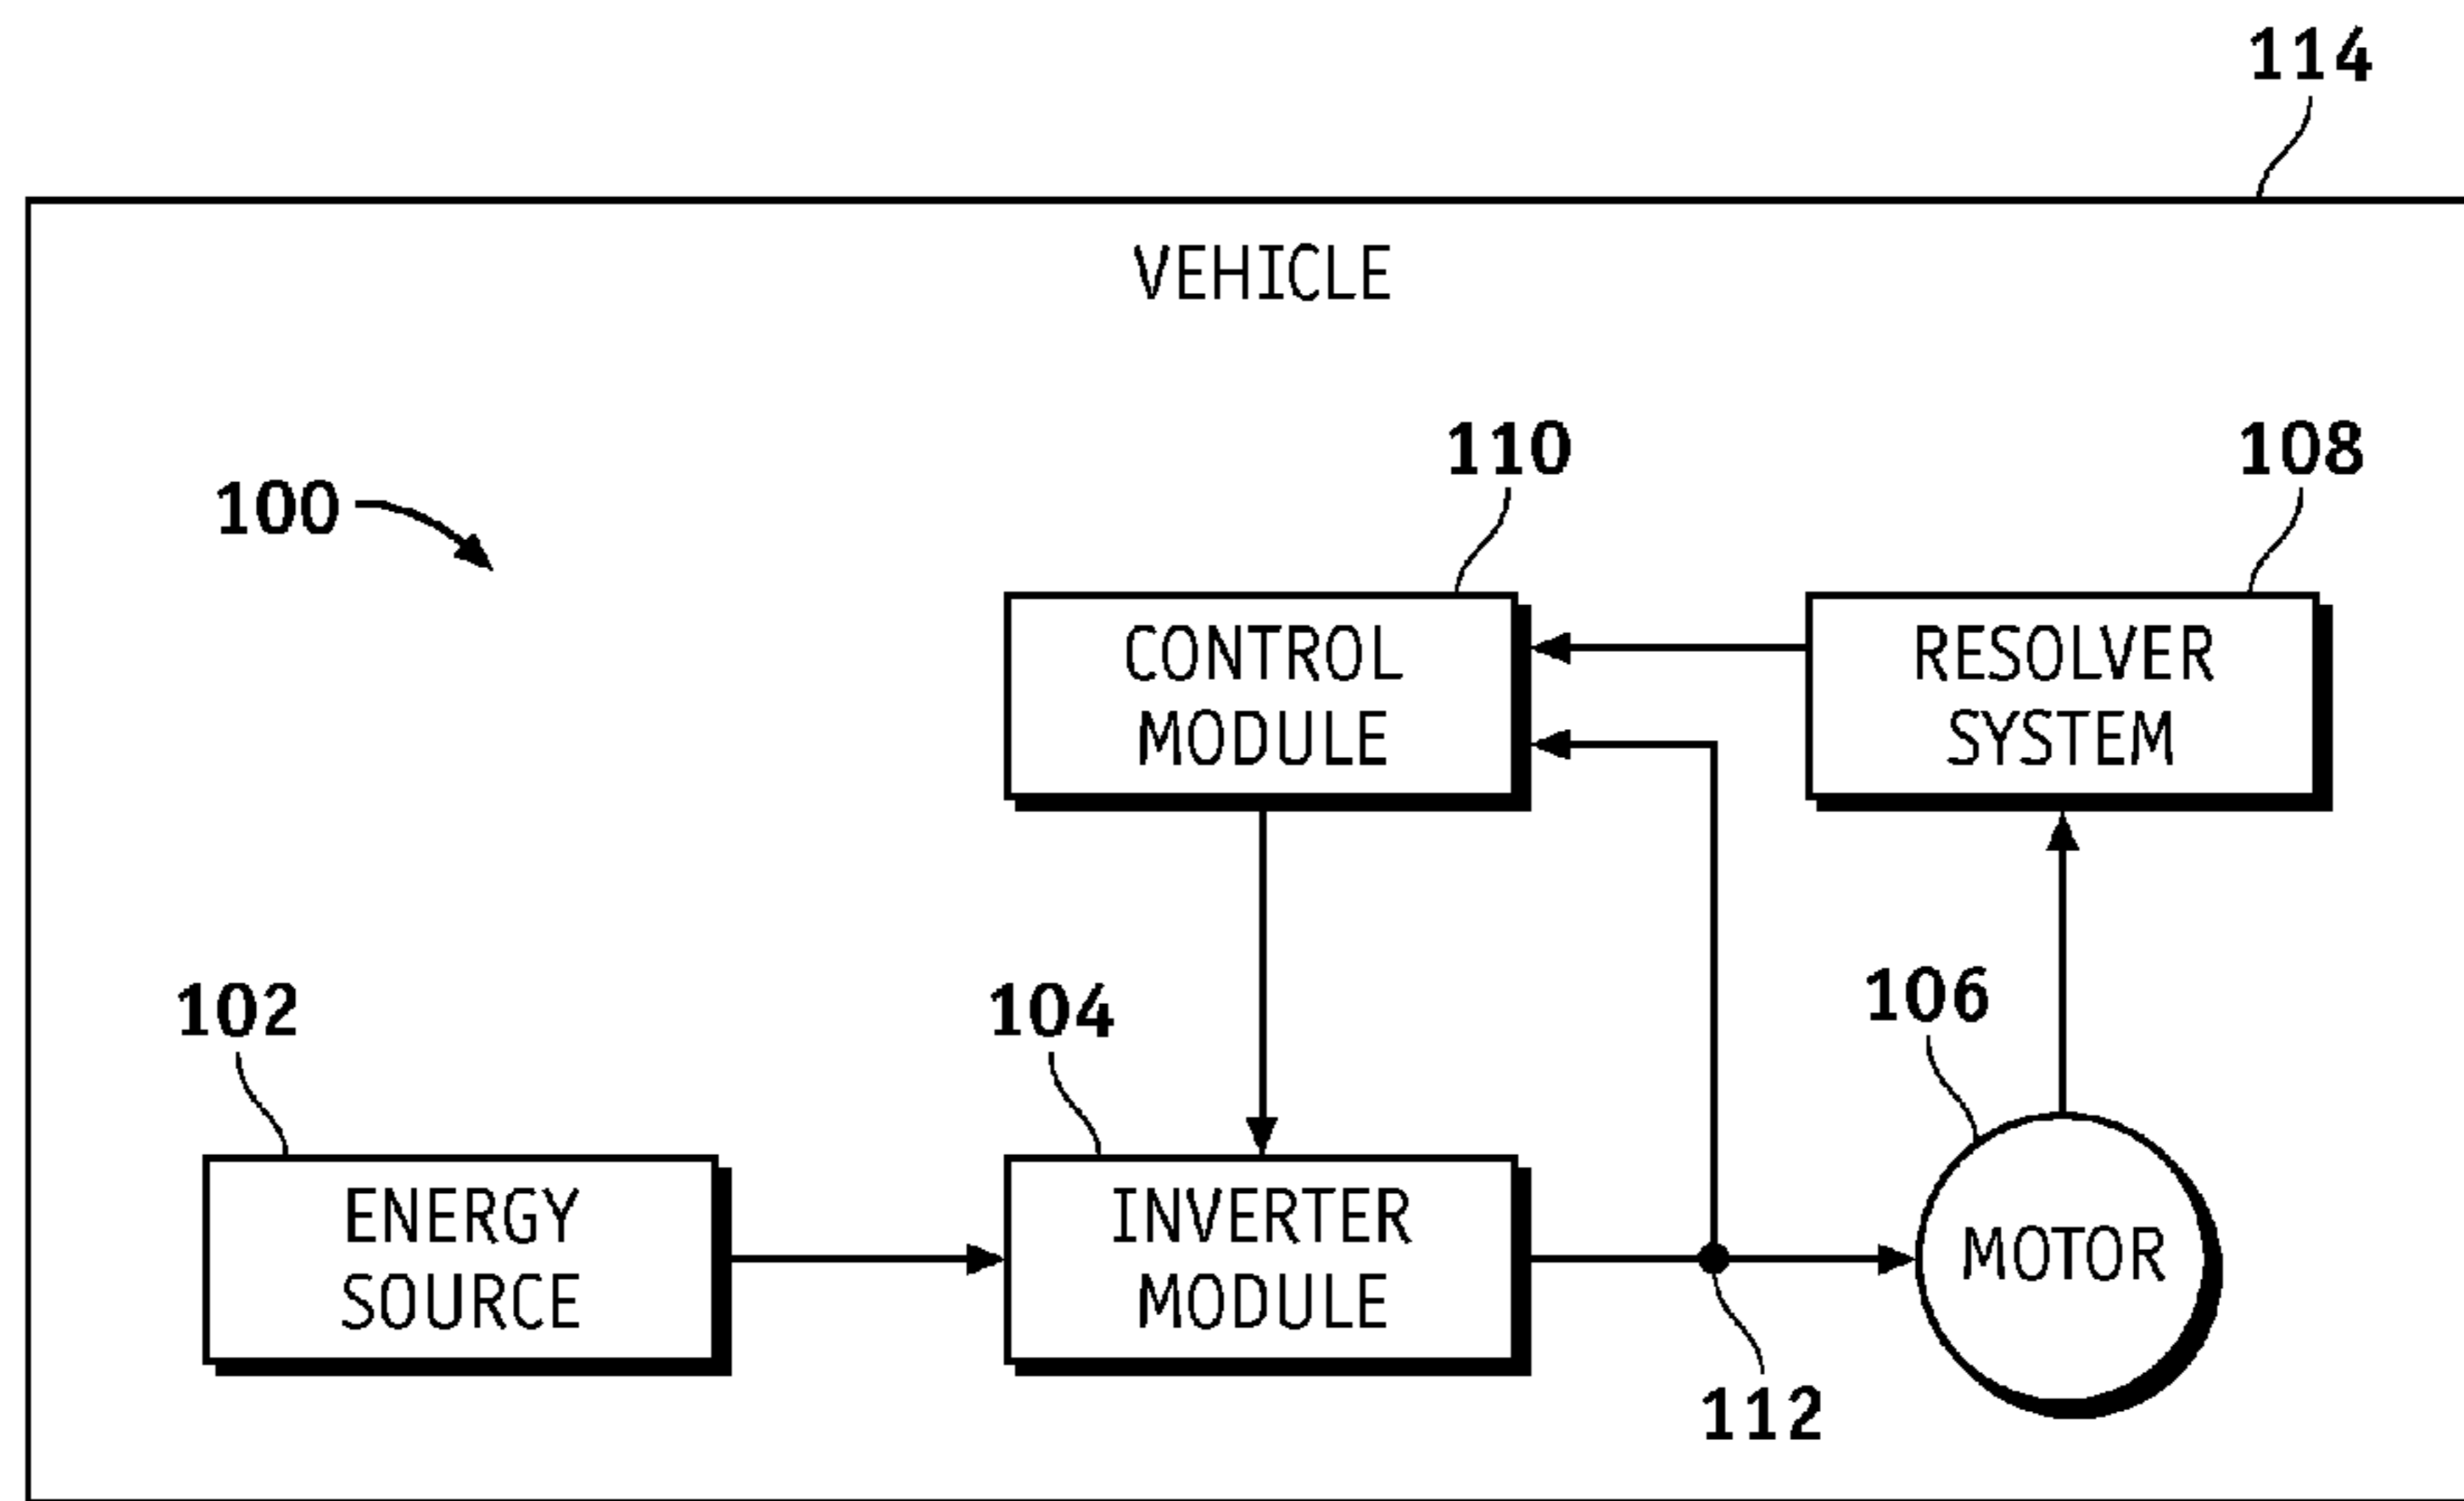 114
VEHICLE
100
110
108
CONTROL
MODULE
RESOLVER
SYSTEM
102
104
106
ENERGY
SOURCE
INVERTER
MODULE
MOTOR
112